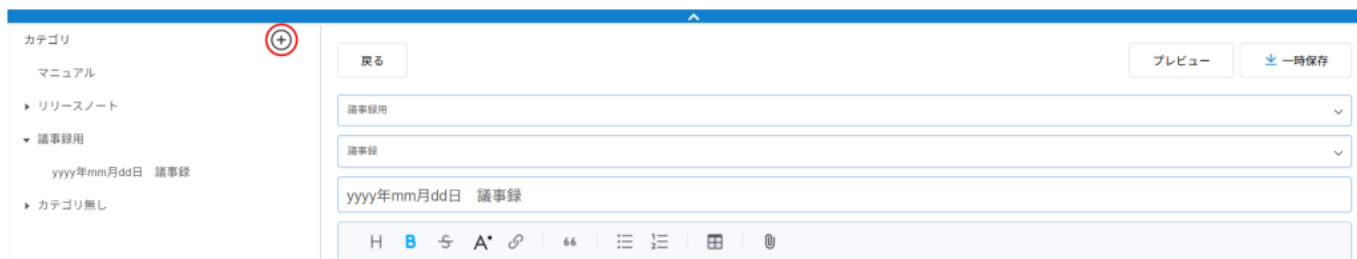 カテゴリ
マニュアル
リリースノート
議事録用
yyyy年mm月dd日　議事録
カテゴリ無し
戻る
プレビュー
一時保存
議事録用
議事録
yyyy年mm月dd日　議事録
H B S A 66